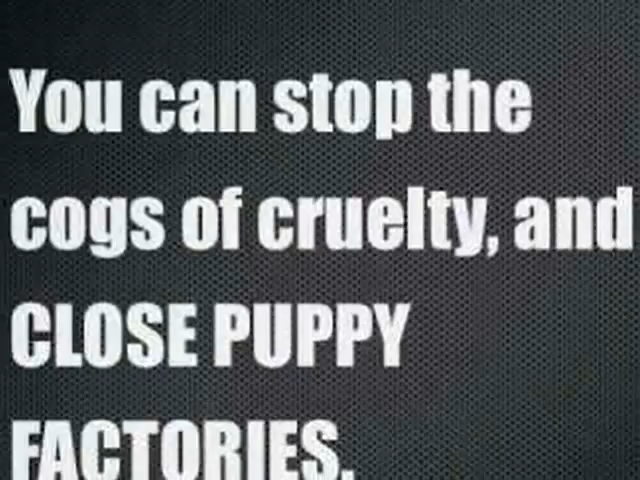 You can stop the
cogs of cruelty, and
CLOSE PUPPY
FACTORIES.